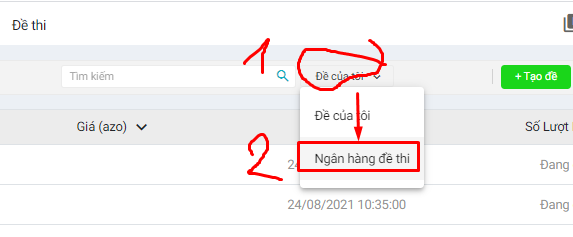 Đề thi
1
Tìm kiếm
Đề của tôi
+ Tạo đề
Đề của tôi
Giá (azo)
Số Lượt
Ngân hàng đề thi
2
24
Đang
24/08/2021 10:35:00
Đang